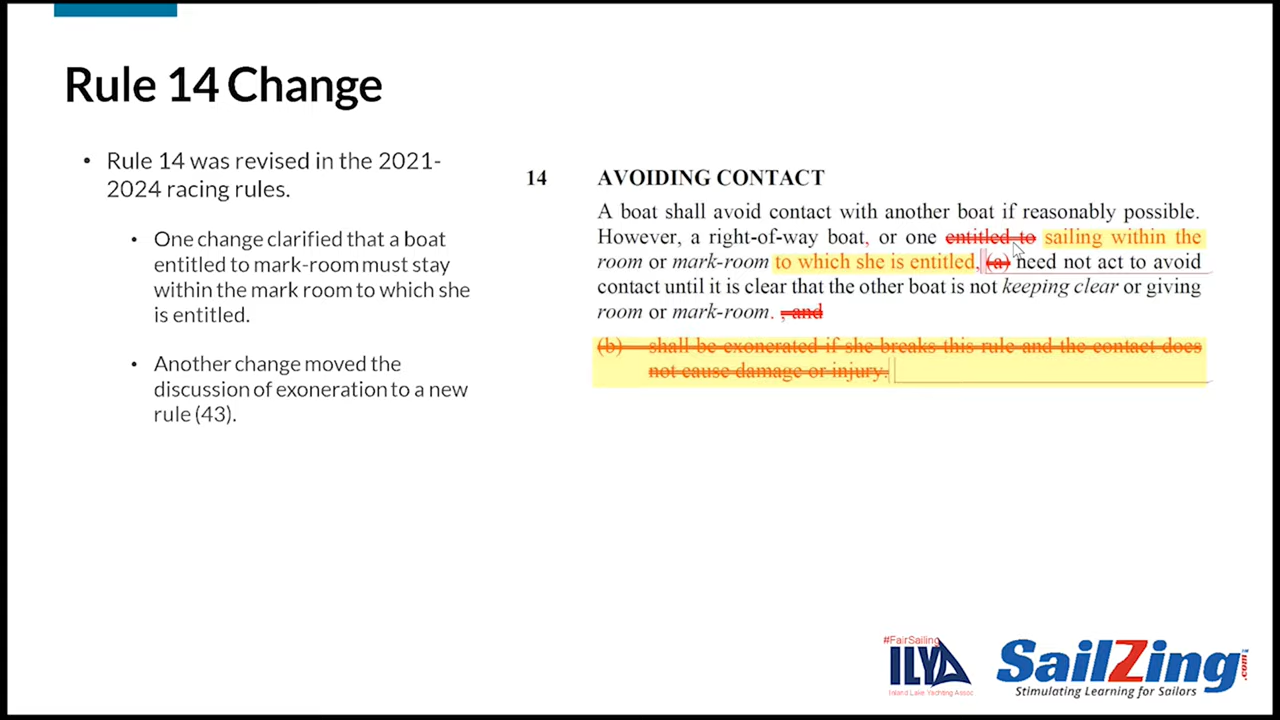 Rule 14 Change
• Rule 14 was revised in the 2021-
2024 racing rules.
• One change clarified that a boat
entitled to mark-room must stay
within the mark room to which she
is entitled.
• Another change moved the
discussion of exoneration to a new
rule (43).
14 AVOIDING CONTACT
A boat shall avoid contact with another boat if reasonably possible.
However, a right-of-way boat, or one entitled to sailing within the
room or mark-room to which she is entitled, (a) need not act to avoid
contact until it is clear that the other boat is not keeping clear or giving
room or mark-room. , and
(b) shall be exonerated if she breaks this rule and the contact does
not cause damage or injury.
#FairSailing
ILYA
Inland Lake Yachting Assoc
SailZing.com
Stimulating Learning for Sailors